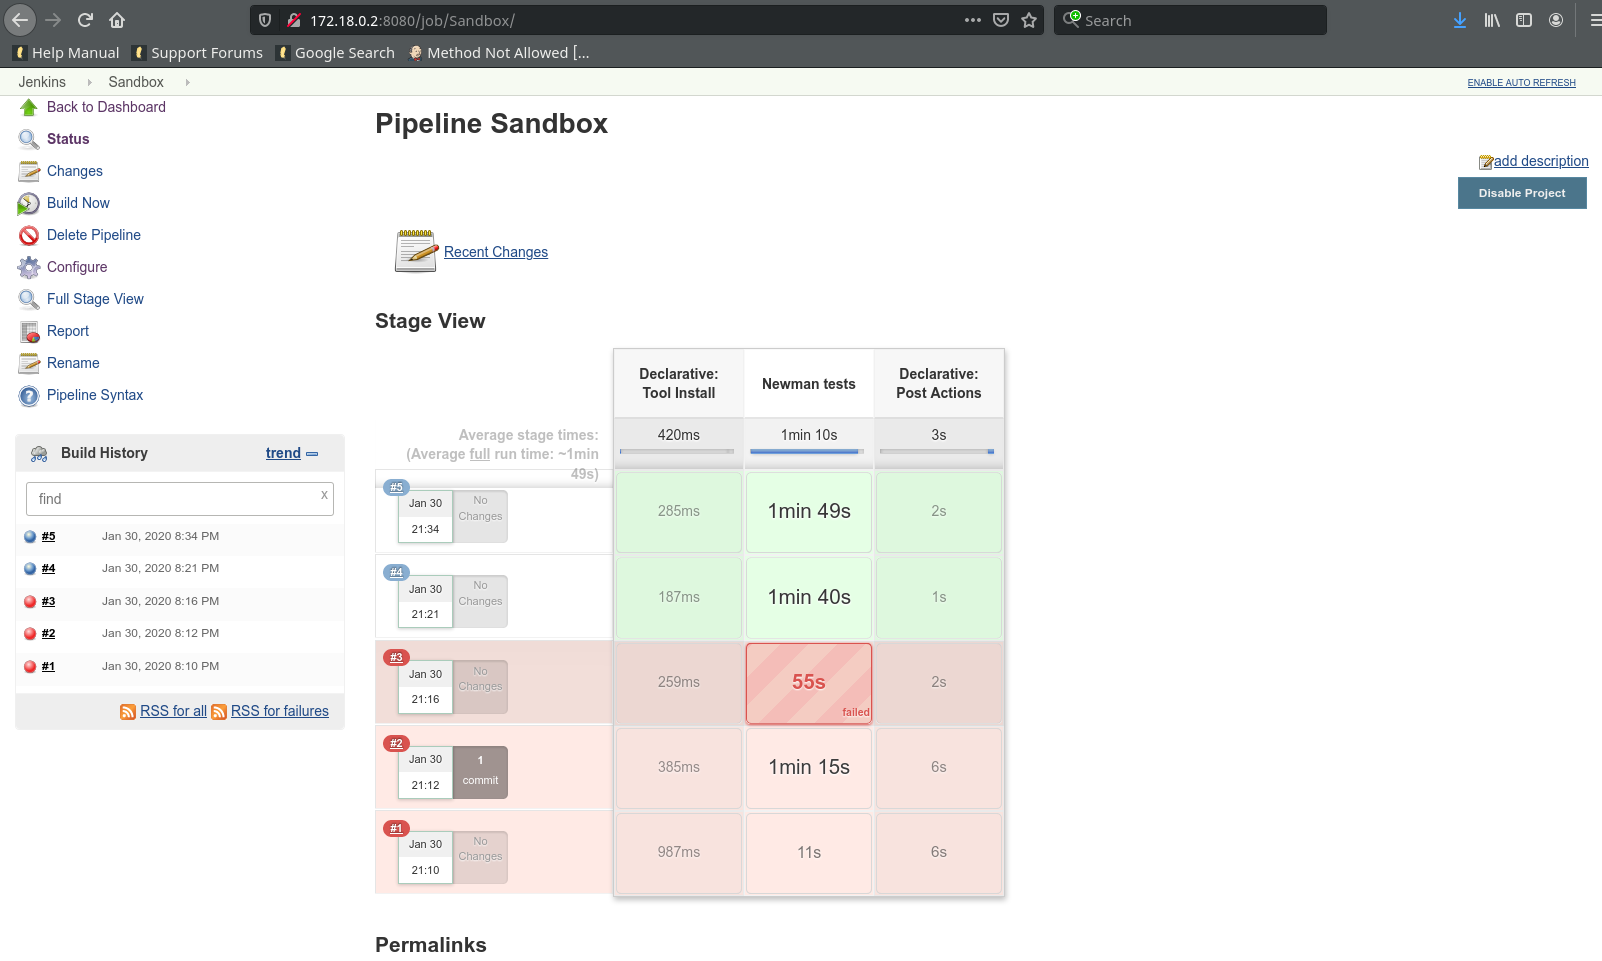 172.18.0.2:8080/job/Sandbox/
Search
Help Manual
Support Forums
Google Search
Method Not Allowed [...
Jenkins
Sandbox
ENABLE AUTO REFRESH
Back to Dashboard
Status
Changes
Build Now
Delete Pipeline
Configure
Full Stage View
Report
Rename
Pipeline Syntax
Build History
trend
find
x
#5 Jan 30, 2020 8:34 PM
#4 Jan 30, 2020 8:21 PM
#3 Jan 30, 2020 8:16 PM
#2 Jan 30, 2020 8:12 PM
#1 Jan 30, 2020 8:10 PM
RSS for all RSS for failures
Pipeline Sandbox
add description
Disable Project
Recent Changes
Stage View
Declarative:
Tool Install
Newman tests
Declarative:
Post Actions
Average stage times:
(Average full run time: ~1min
49s)
420ms
1min 10s
3s
#5
Jan 30
21:34
No
Changes
285ms
1min 49s
2s
#4
Jan 30
21:21
No
Changes
187ms
1min 40s
1s
#3
Jan 30
21:16
No
Changes
259ms
55s
failed
2s
#2
Jan 30
21:12
1
commit
385ms
1min 15s
6s
#1
Jan 30
21:10
No
Changes
987ms
11s
6s
Permalinks